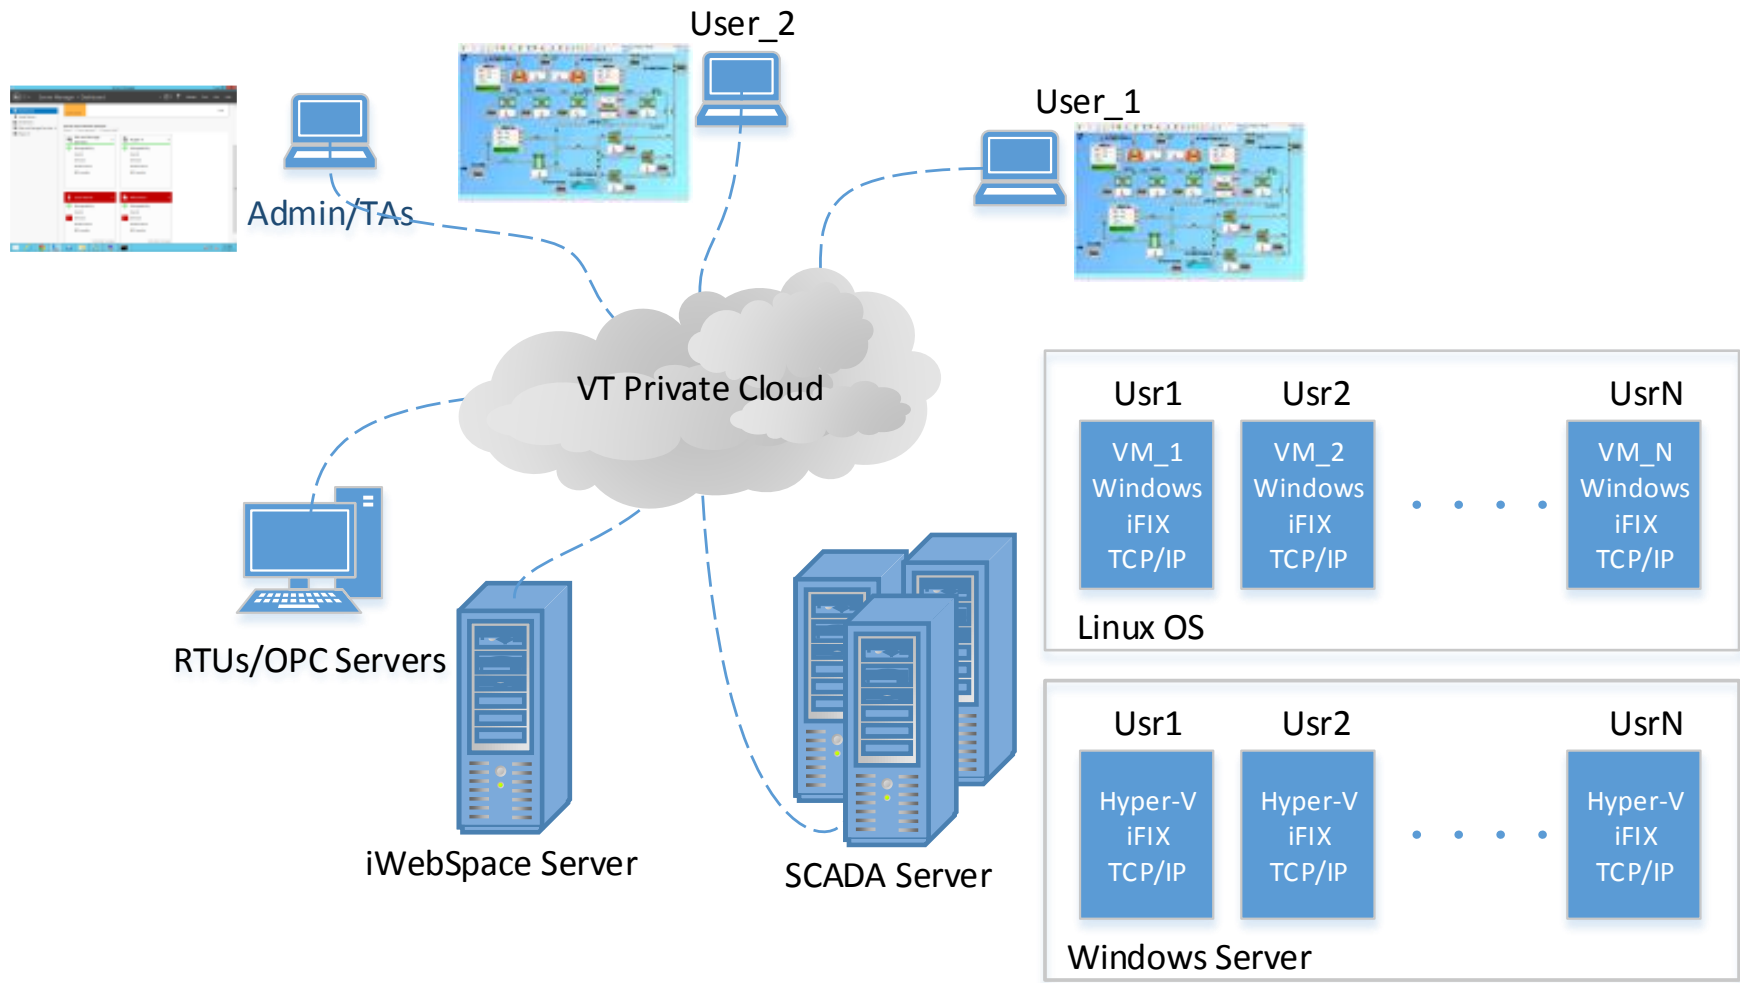 User_2
User_1
Admin/TAs
VT Private Cloud
RTUs/OPC Servers
iWebSpace Server
SCADA Server
Usr1
Usr2
UsrN
VM_1
Windows
iFIX
TCP/IP
VM_2
Windows
iFIX
TCP/IP
VM_N
Windows
iFIX
TCP/IP
Linux OS
Usr1
Usr2
UsrN
Hyper-V
iFIX
TCP/IP
Hyper-V
iFIX
TCP/IP
Hyper-V
iFIX
TCP/IP
Windows Server